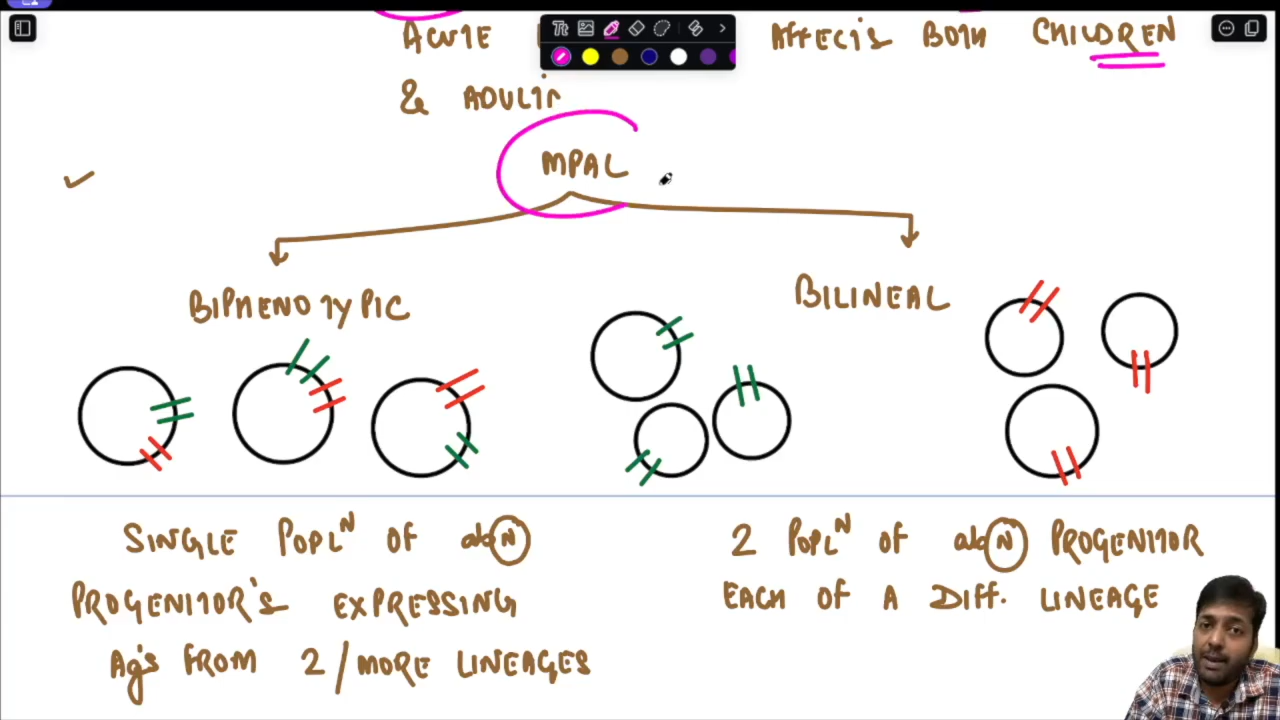 ACUTE AFFECTS BOTH CHILDREN
& ADULTS
MPAL
BIPHENOTYPIC
BILINEAL
SINGLE POPLᴺ OF abⓃ
PROGENITOR'S EXPRESSING
Ag's FROM 2/MORE LINEAGES
2 POPLᴺ OF abⓃ PROGENITOR
EACH OF A DIFF. LINEAGE